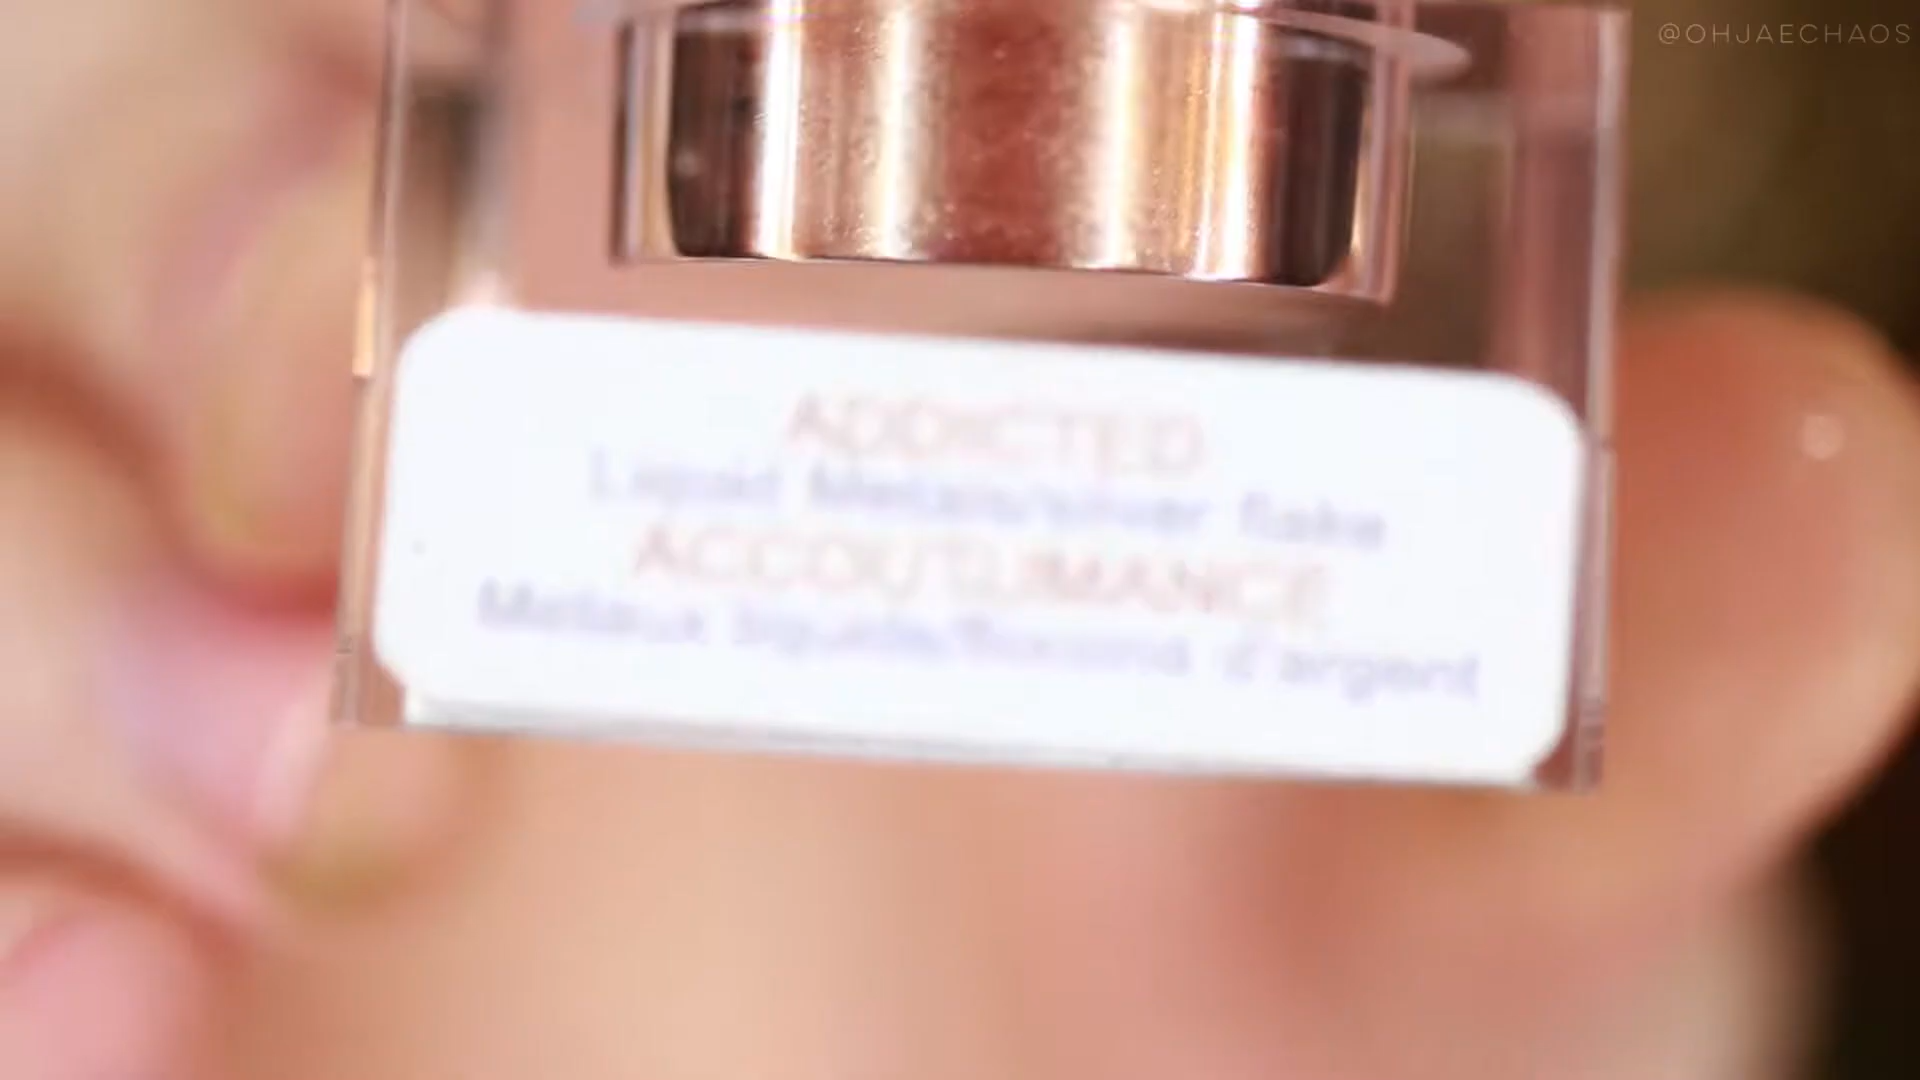 @OHJAECHAOS
ADDICTED
Liquid Metals/silver flake
ACCOUTUMANCE
Métaux liquide/flocons d'argent